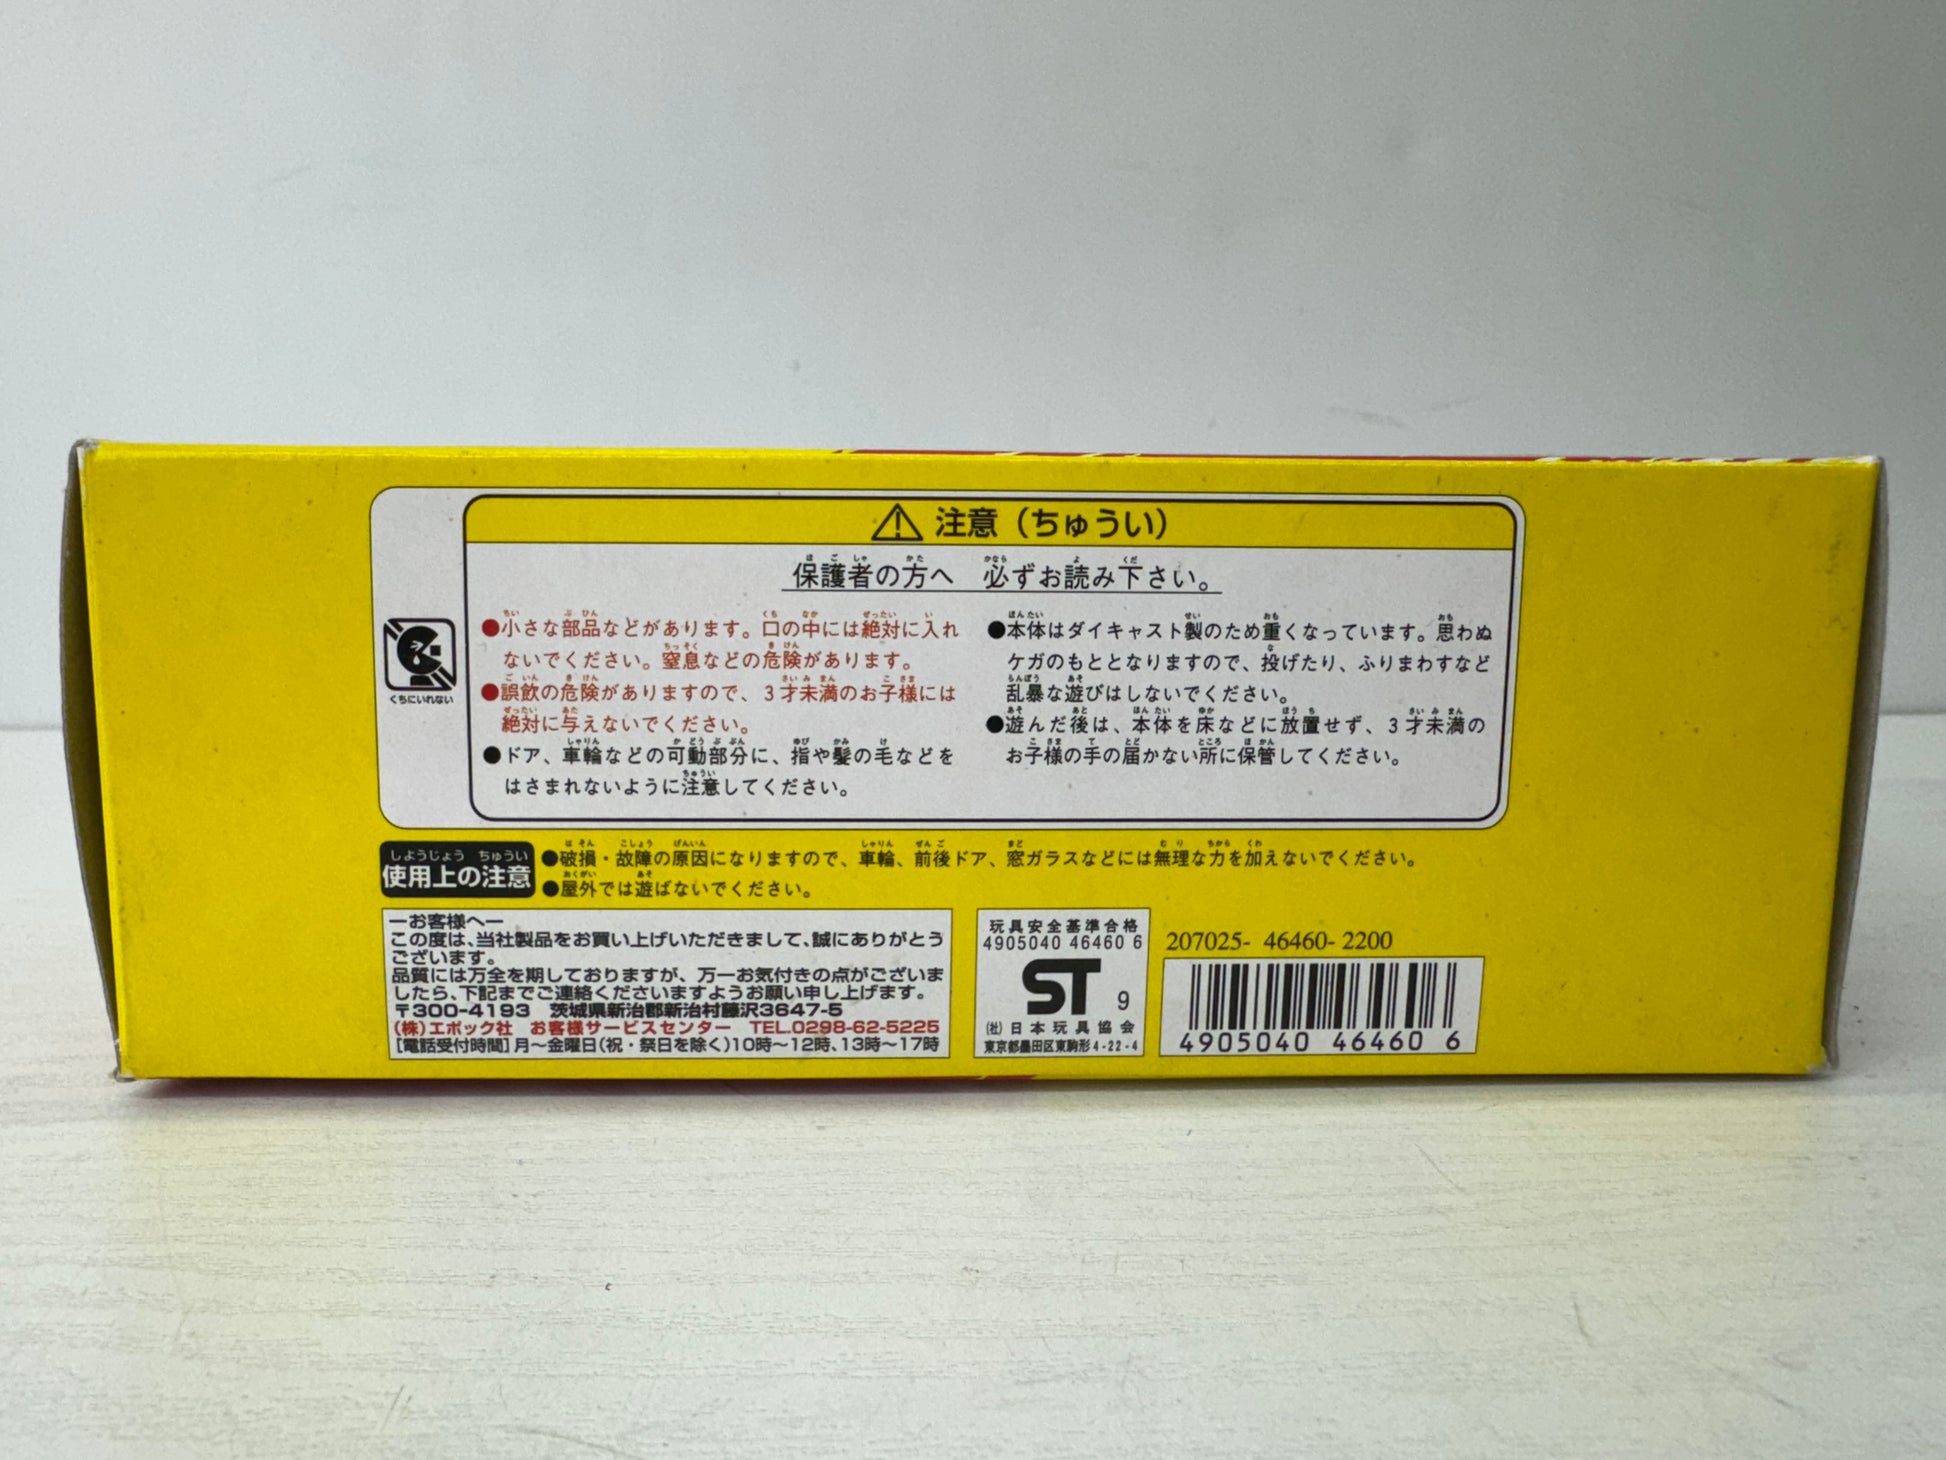 注意（ちゅうい）
保護者の方へ　必ずお読み下さい。
くちにいれない
●小さな部品などがあります。口の中には絶対に入れ
ないでください。窒息などの危険があります。
●誤飲の危険がありますので、3才未満のお子様には
絶対に与えないでください。
●ドア、車輪などの可動部分に、指や髪の毛などを
はさまれないように注意してください。
●本体はダイキャスト製のため重くなっています。思わぬ
ケガのもととなりますので、投げたり、ふりまわすなど
乱暴な遊びはしないでください。
●遊んだ後は、本体を床などに放置せず、3才未満の
お子様の手の届かない所に保管してください。
しようじょう　ちゅうい
使用上の注意
●破損・故障の原因になりますので、車輪、前後ドア、窓ガラスなどには無理な力を加えないでください。
●屋外では遊ばないでください。
ーお客様へー
この度は、当社製品をお買い上げいただきまして、誠にありがとう
ございます。
品質には万全を期しておりますが、万一お気付きの点がございま
したら、下記までご連絡くださいますようお願い申し上げます。
〒300-4193　茨城県新治郡新治村藤沢3647-5
(株)エポック社　お客様サービスセンター　TEL.0298-62-5225
[電話受付時間]月〜金曜日(祝・祭日を除く)10時〜12時、13時〜17時
玩具安全基準合格
4905040 46460 6
ST 9
(社)日本玩具協会
東京都墨田区東駒形4-22-4
207025- 46460- 2200
4905040 46460 6